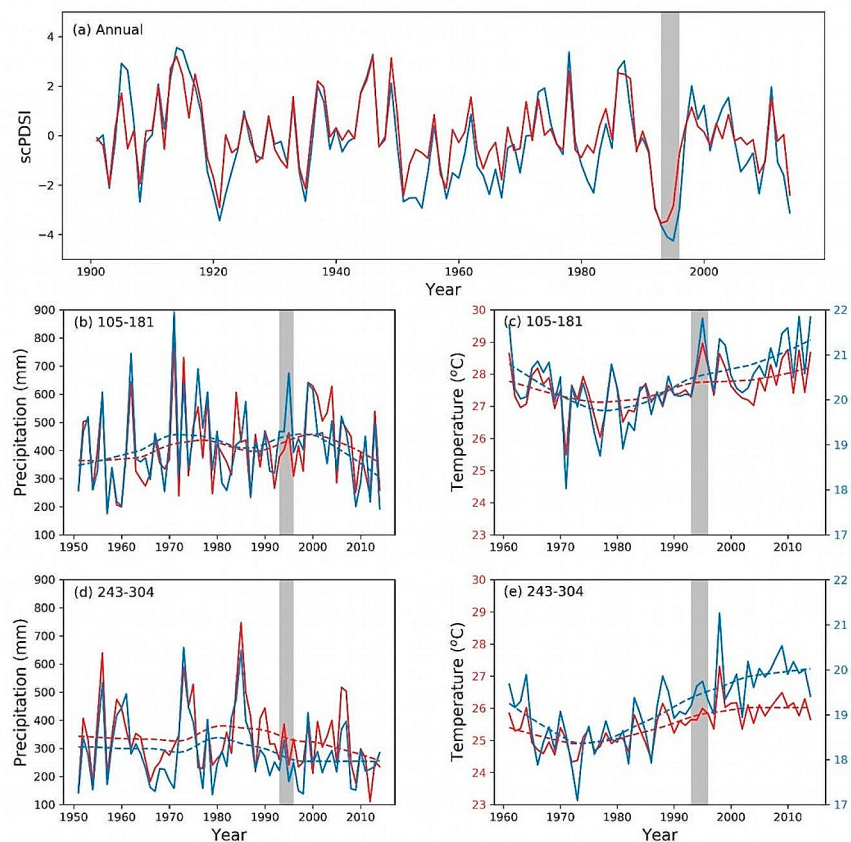 (a) Annual
scPDSI
4
2
0
−2
−4
1900 1920 1940 1960 1980 2000
Year
(b) 105-181
Precipitation (mm)
900
800
700
600
500
400
300
200
100
1950 1960 1970 1980 1990 2000 2010
(c) 105-181
Temperature (°C)
30
29
28
27
26
25
24
23
22
21
20
19
18
17
1960 1970 1980 1990 2000 2010
(d) 243-304
Precipitation (mm)
900
800
700
600
500
400
300
200
100
1950 1960 1970 1980 1990 2000 2010
Year
(e) 243-304
Temperature (°C)
30
29
28
27
26
25
24
23
22
21
20
19
18
17
1960 1970 1980 1990 2000 2010
Year